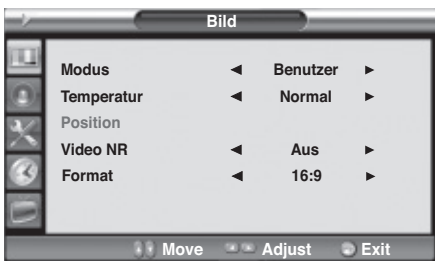 Bild
Modus ◄ Benutzer ►
Temperatur ◄ Normal ►
Position
Video NR ◄ Aus ►
Format ◄ 16:9 ►
Move Adjust Exit